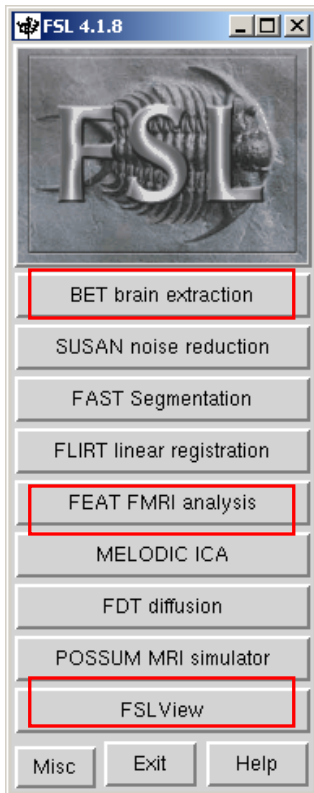 FSL 4.1.8
FSL
BET brain extraction
SUSAN noise reduction
FAST Segmentation
FLIRT linear registration
FEAT FMRI analysis
MELODIC ICA
FDT diffusion
POSSUM MRI simulator
FSLView
Misc Exit Help